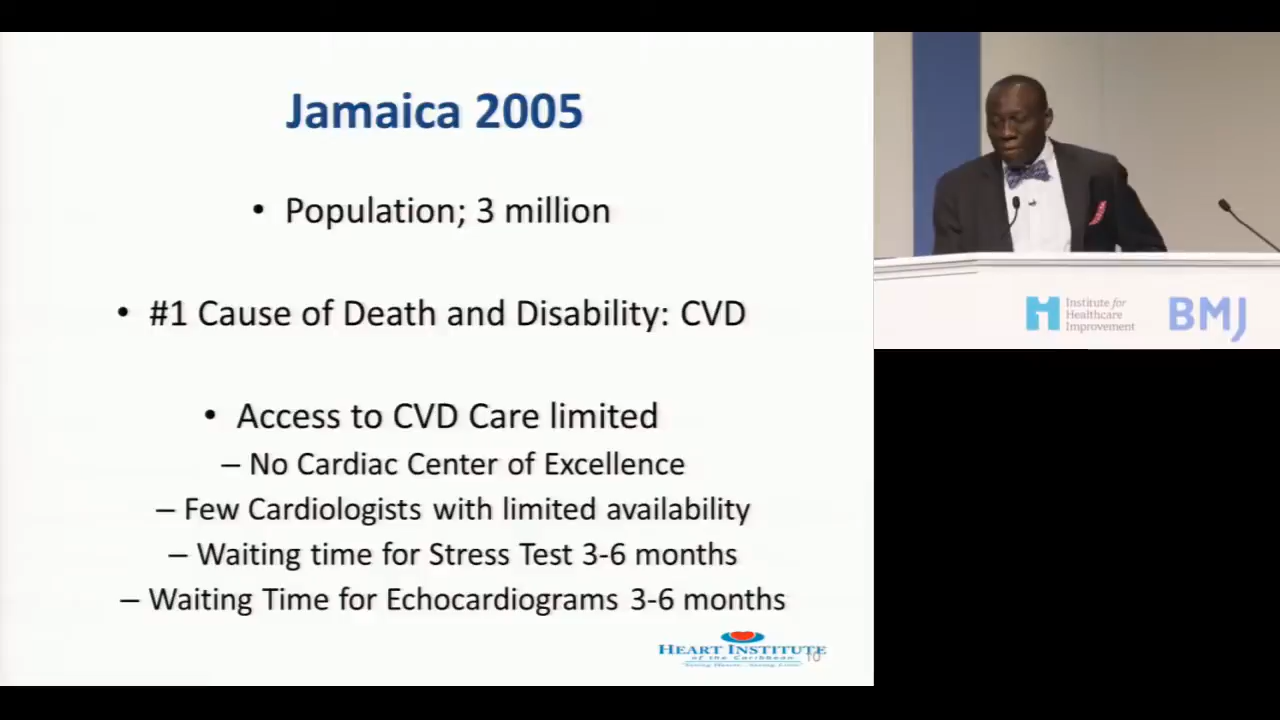 Jamaica 2005
• Population; 3 million
• #1 Cause of Death and Disability: CVD
• Access to CVD Care limited
– No Cardiac Center of Excellence
– Few Cardiologists with limited availability
– Waiting time for Stress Test 3-6 months
– Waiting Time for Echocardiograms 3-6 months
HEART INSTITUTE
of the Caribbean
10
Institute for
Healthcare
Improvement
BMJ